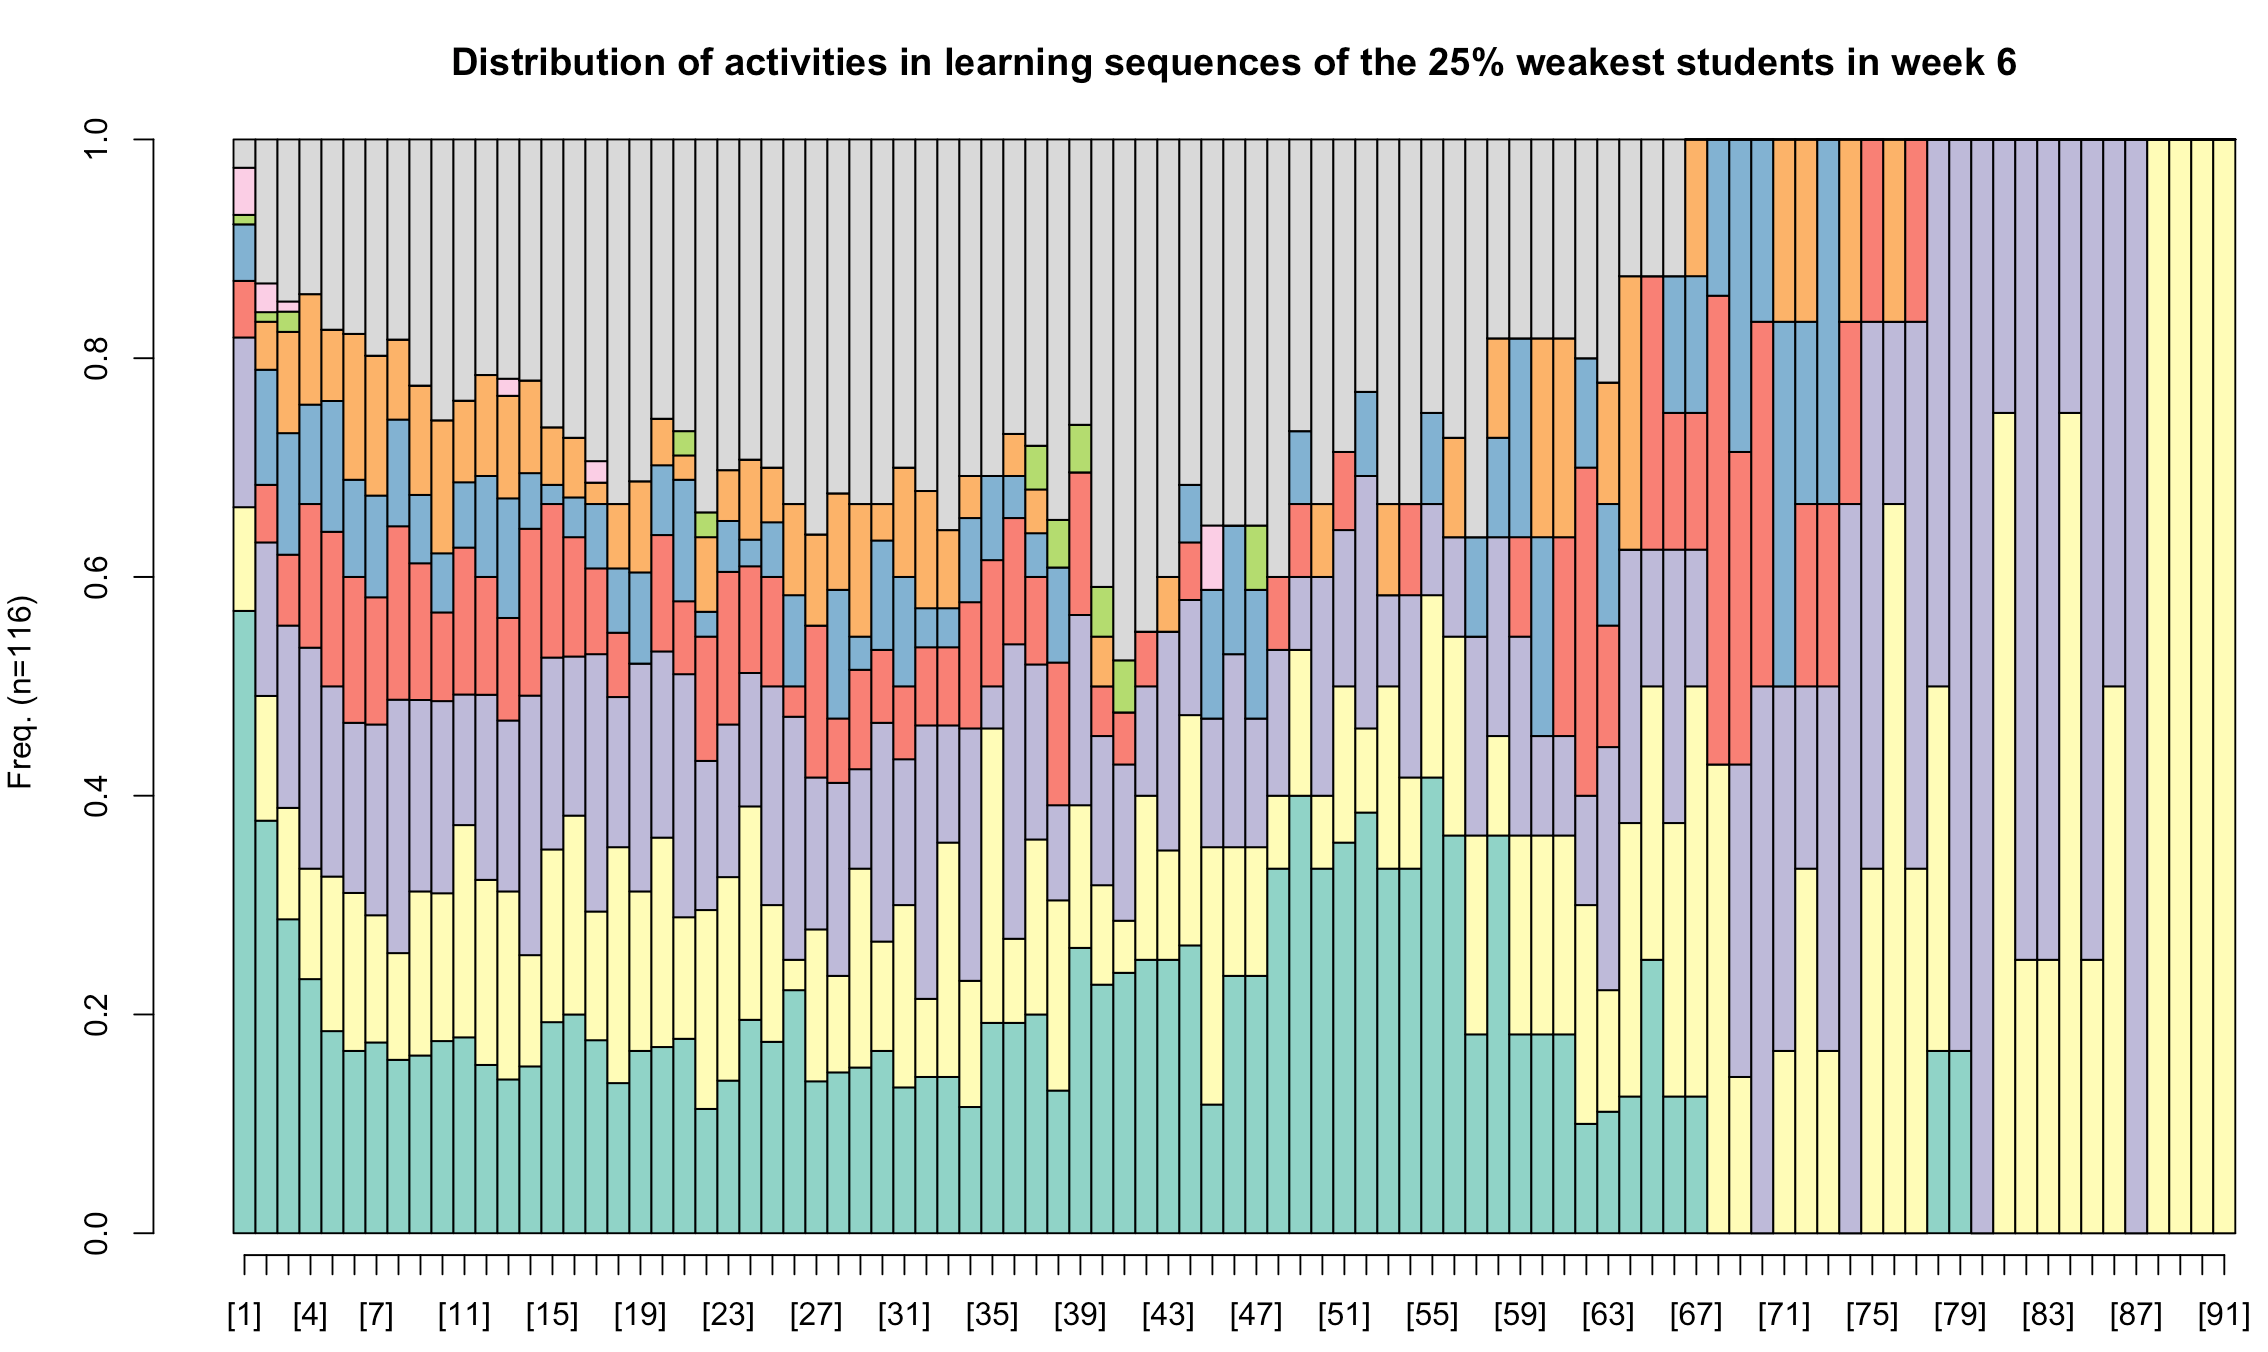 Distribution of activities in learning sequences of the 25% weakest students in week 6
Freq. (n=116)
1.0
0.8
0.6
0.4
0.2
0.0
[1] [4] [7] [11] [15] [19] [23] [27] [31] [35] [39] [43] [47] [51] [55] [59] [63] [67] [71] [75] [79] [83] [87] [91]